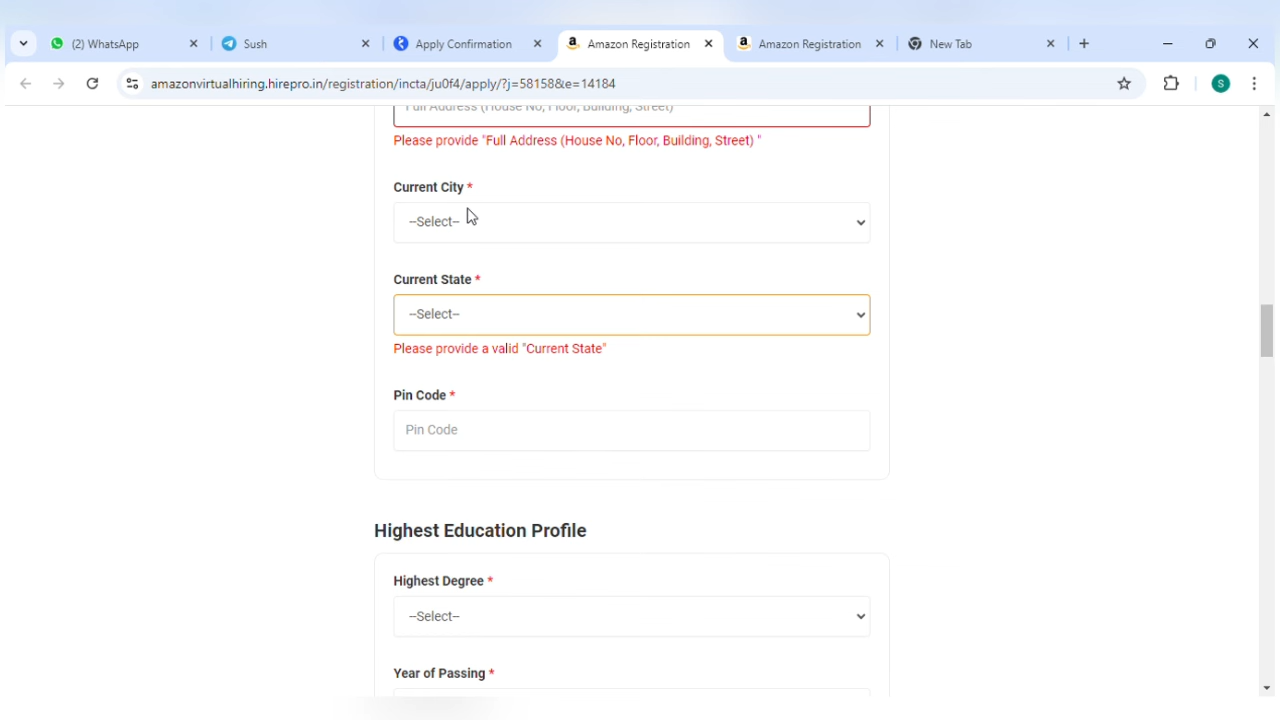 (2) WhatsApp
Sush
Apply Confirmation
Amazon Registration
Amazon Registration
New Tab
amazonvirtualhiring.hirepro.in/registration/incta/ju0f4/apply/?j=58158&e=14184
S
Full Address (House No, Floor, Building, Street)
Please provide "Full Address (House No, Floor, Building, Street) "
Current City *
--Select--
Current State *
--Select--
Please provide a valid "Current State"
Pin Code *
Pin Code
Highest Education Profile
Highest Degree *
--Select--
Year of Passing *